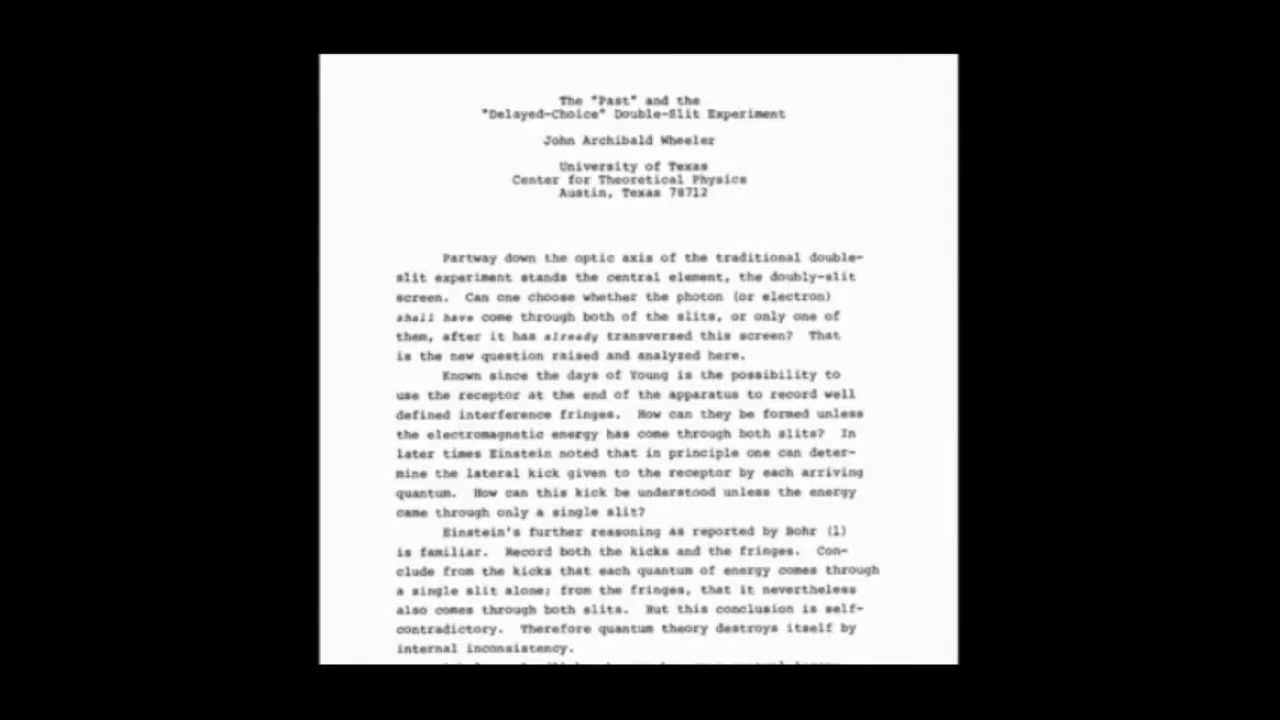 The "Past" and the
"Delayed-Choice" Double-Slit Experiment
John Archibald Wheeler
University of Texas
Center for Theoretical Physics
Austin, Texas 78712
Partway down the optic axis of the traditional double-
slit experiment stands the central element, the doubly-slit
screen. Can one choose whether the photon (or electron)
shall have come through both of the slits, or only one of
them, after it has already transversed this screen? That
is the new question raised and analyzed here.
Known since the days of Young is the possibility to
use the receptor at the end of the apparatus to record well
defined interference fringes. How can they be formed unless
the electromagnetic energy has come through both slits? In
later times Einstein noted that in principle one can deter-
mine the lateral kick given to the receptor by each arriving
quantum. How can this kick be understood unless the energy
came through only a single slit?
Einstein's further reasoning as reported by Bohr (1)
is familiar. Record both the kicks and the fringes. Con-
clude from the kicks that each quantum of energy comes through
a single slit alone; from the fringes, that it nevertheless
also comes through both slits. But this conclusion is self-
contradictory. Therefore quantum theory destroys itself by
internal inconsistency.